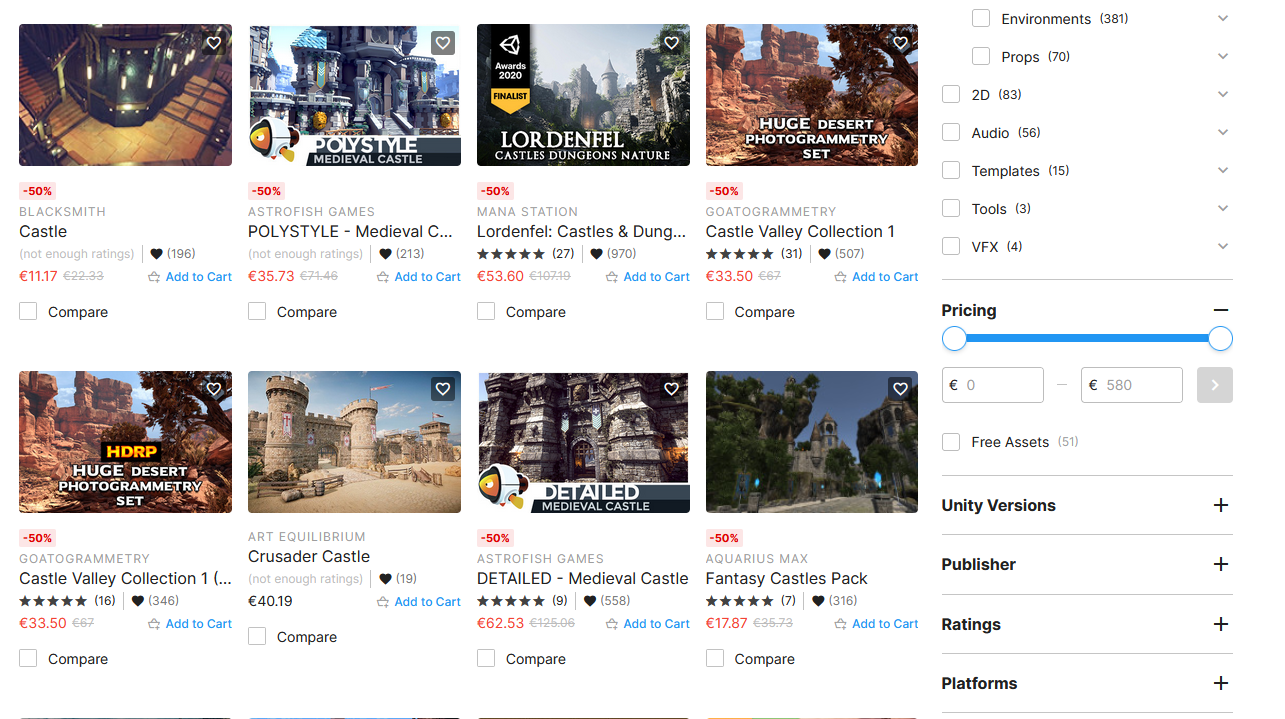 Awards
2020
FINALIST
LORDENFEL
CASTLES DUNGEONS NATURE
POLYSTYLE
MEDIEVAL CASTLE
HUGE DESERT
PHOTOGRAMMETRY
SET
-50%
BLACKSMITH
Castle
(not enough ratings) (196)
€11.17 €22.33 Add to Cart
Compare
-50%
ASTROFISH GAMES
POLYSTYLE - Medieval C...
(not enough ratings) (213)
€35.73 €71.46 Add to Cart
Compare
-50%
MANA STATION
Lordenfel: Castles & Dung...
(27) (970)
€53.60 €107.19 Add to Cart
Compare
-50%
GOATOGRAMMETRY
Castle Valley Collection 1
(31) (507)
€33.50 €67 Add to Cart
Compare
HDRP
HUGE DESERT
PHOTOGRAMMETRY
SET
-50%
GOATOGRAMMETRY
Castle Valley Collection 1 (...
(16) (346)
€33.50 €67 Add to Cart
Compare
ART EQUILIBRIUM
Crusader Castle
(not enough ratings) (19)
€40.19 Add to Cart
Compare
DETAILED
MEDIEVAL CASTLE
-50%
ASTROFISH GAMES
DETAILED - Medieval Castle
(9) (558)
€62.53 €125.06 Add to Cart
Compare
-50%
AQUARIUS MAX
Fantasy Castles Pack
(7) (316)
€17.87 €35.73 Add to Cart
Compare
Environments (381)
Props (70)
2D (83)
Audio (56)
Templates (15)
Tools (3)
VFX (4)
Pricing
€ 0 — € 580
Free Assets (51)
Unity Versions
Publisher
Ratings
Platforms